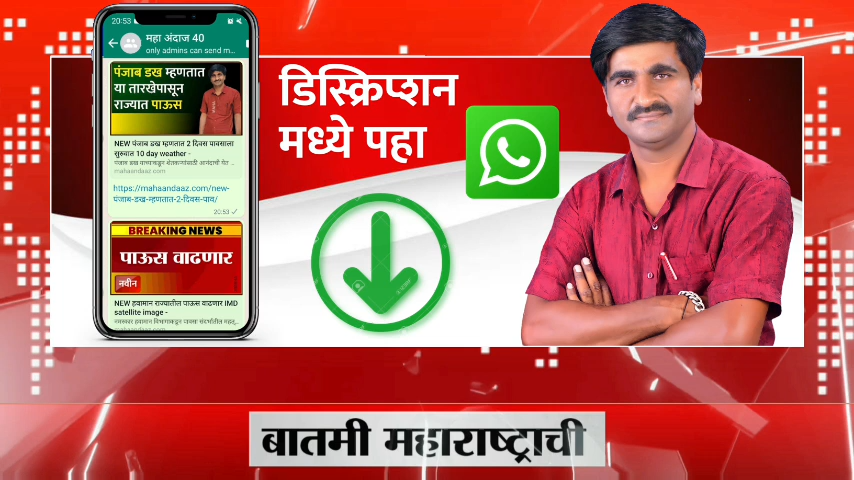 20:53
महा अंदाज 40
only admins can send m...
पंजाब डख म्हणतात
या तारखेपासून
राज्यात पाऊस
NEW पंजाब डख म्हणतात 2 दिवस पावसाला
सुरुवात 10 day weather -
mahaandaaz.com
https://mahaandaaz.com/new-
पंजाब-डख-म्हणतात-2-दिवस-पाव/
20:53
BREAKING NEWS
पाऊस वाढणार
नवीन
NEW हवामान राज्यातील पाऊस वाढणार IMD
satellite image -
डिस्क्रिप्शन
मध्ये पहा
बातमी महाराष्ट्राची